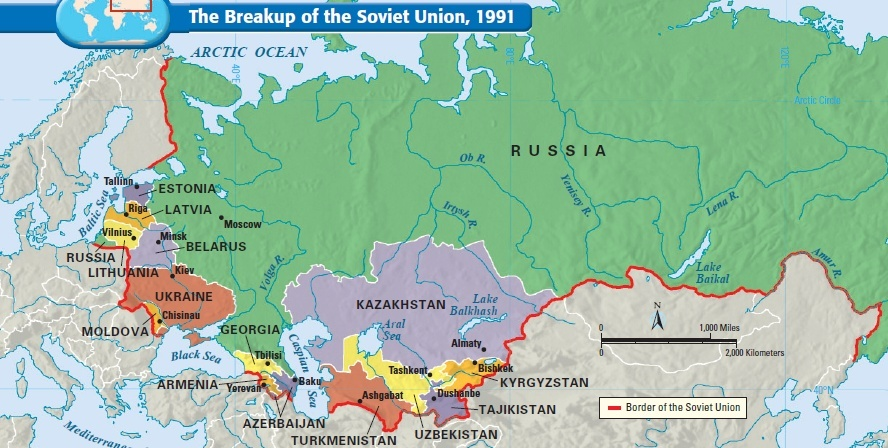 The Breakup of the Soviet Union, 1991
ARCTIC OCEAN
40°E
80°E
120°E
Arctic Circle
RUSSIA
Ob R.
Yenisey R.
Irtysh R.
Lena R.
Tallinn
ESTONIA
Baltic Sea
Riga
LATVIA
Vilnius
Moscow
Minsk
BELARUS
RUSSIA
LITHUANIA
Kiev
Volga R.
Lake
Baikal
Amur R.
UKRAINE
Chisinau
MOLDOVA
KAZAKHSTAN
Lake
Balkhash
Aral
Sea
N
0
1,000 Miles
0
2,000 Kilometers
GEORGIA
Black Sea
Tbilisi
Caspian Sea
Almaty
Tashkent
Bishkek
KYRGYZSTAN
ARMENIA
Yerevan
Baku
Ashgabat
Dushanbe
TAJIKISTAN
40°N
Border of the Soviet Union
AZERBAIJAN
TURKMENISTAN
UZBEKISTAN